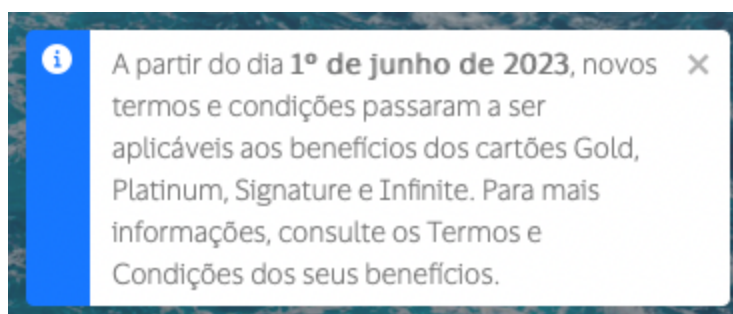 A partir do dia 1º de junho de 2023, novos
termos e condições passaram a ser
aplicáveis aos benefícios dos cartões Gold,
Platinum, Signature e Infinite. Para mais
informações, consulte os Termos e
Condições dos seus benefícios.